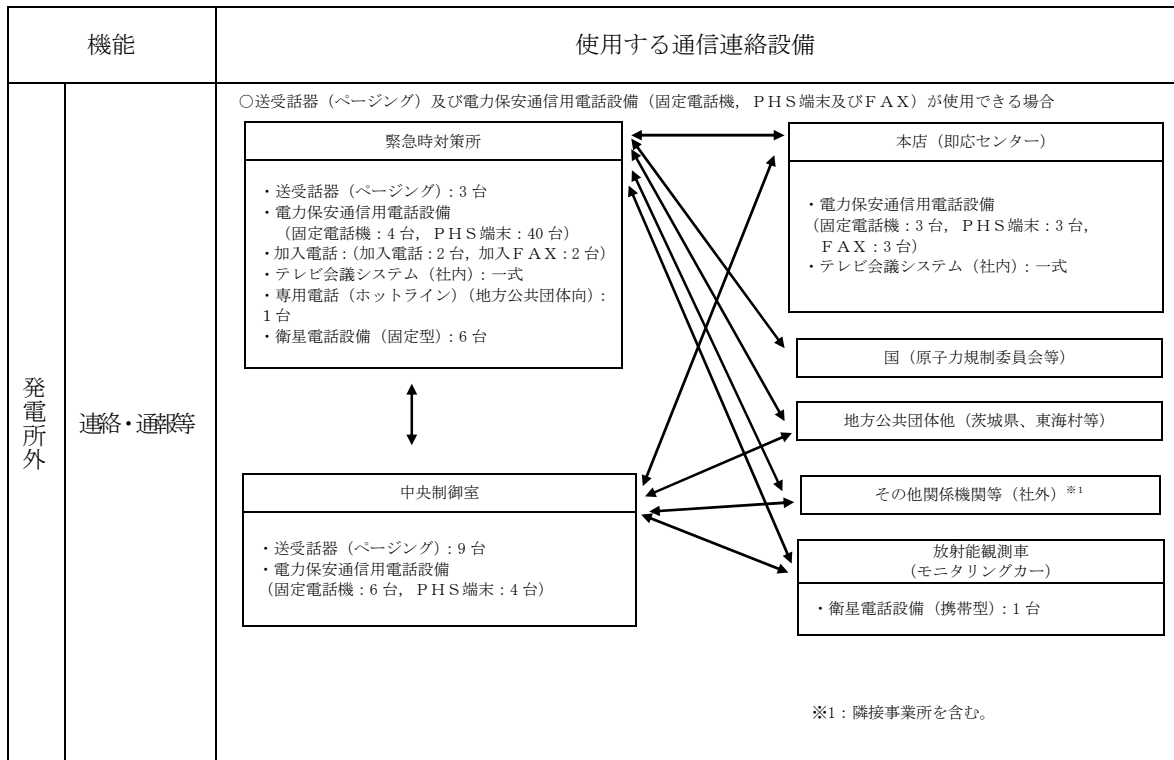 機能
使用する通信連絡設備
発電所外
連絡・通報等
○送受話器（ページング）及び電力保安通信用電話設備（固定電話機，ＰＨＳ端末及びＦＡＸ）が使用できる場合
緊急時対策所
・送受話器（ページング）：3 台
・電力保安通信用電話設備
（固定電話機：4 台，ＰＨＳ端末：40 台）
・加入電話：（加入電話：2 台，加入ＦＡＸ：2 台）
・テレビ会議システム（社内）：一式
・専用電話（ホットライン）（地方公共団体向）：
1 台
・衛星電話設備（固定型）：6 台
本店（即応センター）
・電力保安通信用電話設備
（固定電話機：3 台，ＰＨＳ端末：3 台，
ＦＡＸ：3 台）
・テレビ会議システム（社内）：一式
国（原子力規制委員会等）
地方公共団体他（茨城県、東海村等）
中央制御室
・送受話器（ページング）：9 台
・電力保安通信用電話設備
（固定電話機：6 台，ＰＨＳ端末：4 台）
その他関係機関等（社外）※1
放射能観測車
（モニタリングカー）
・衛星電話設備（携帯型）：1 台
※1：隣接事業所を含む。